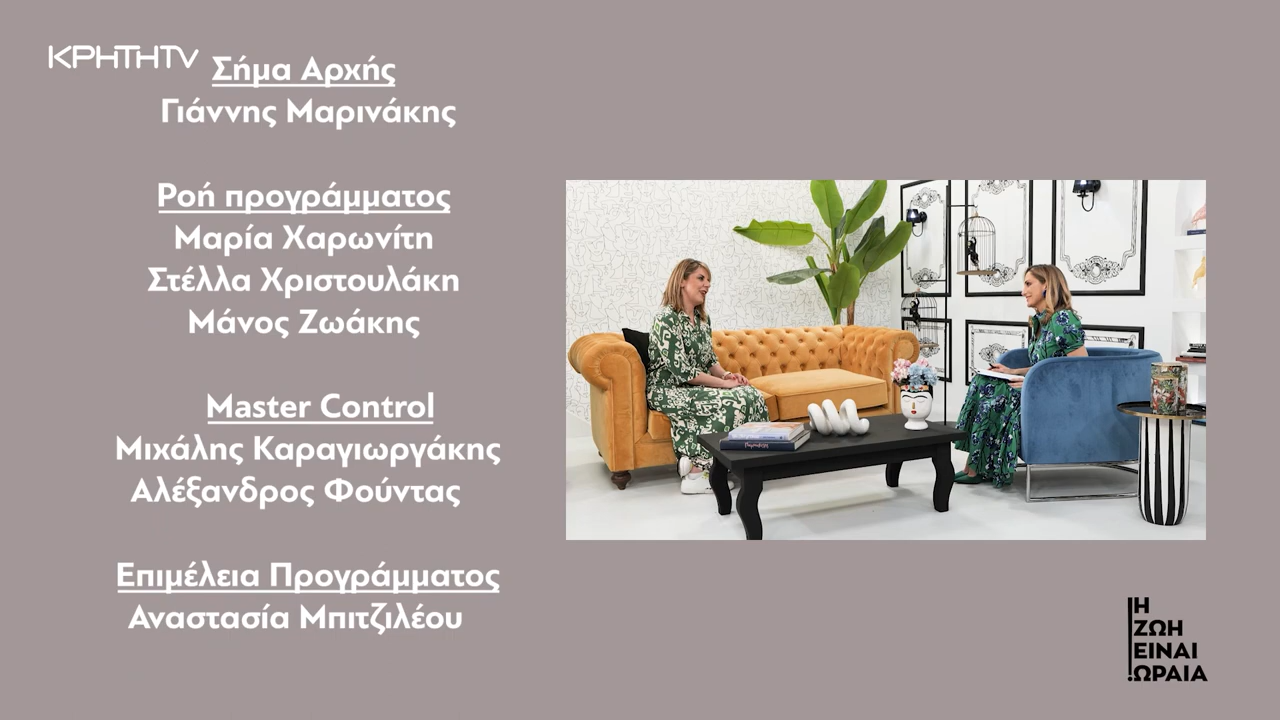 ΚΡΗΤΗTV
Σήμα Αρχής
Γιάννης Μαρινάκης
Ροή προγράμματος
Μαρία Χαρωνίτη
Στέλλα Χριστουλάκη
Μάνος Ζωάκης
Master Control
Μιχάλης Καραγιωργάκης
Αλέξανδρος Φούντας
Επιμέλεια Προγράμματος
Αναστασία Μπιτζιλέου
Η
ΖΩΗ
ΕΙΝΑΙ
ΩΡΑΙΑ